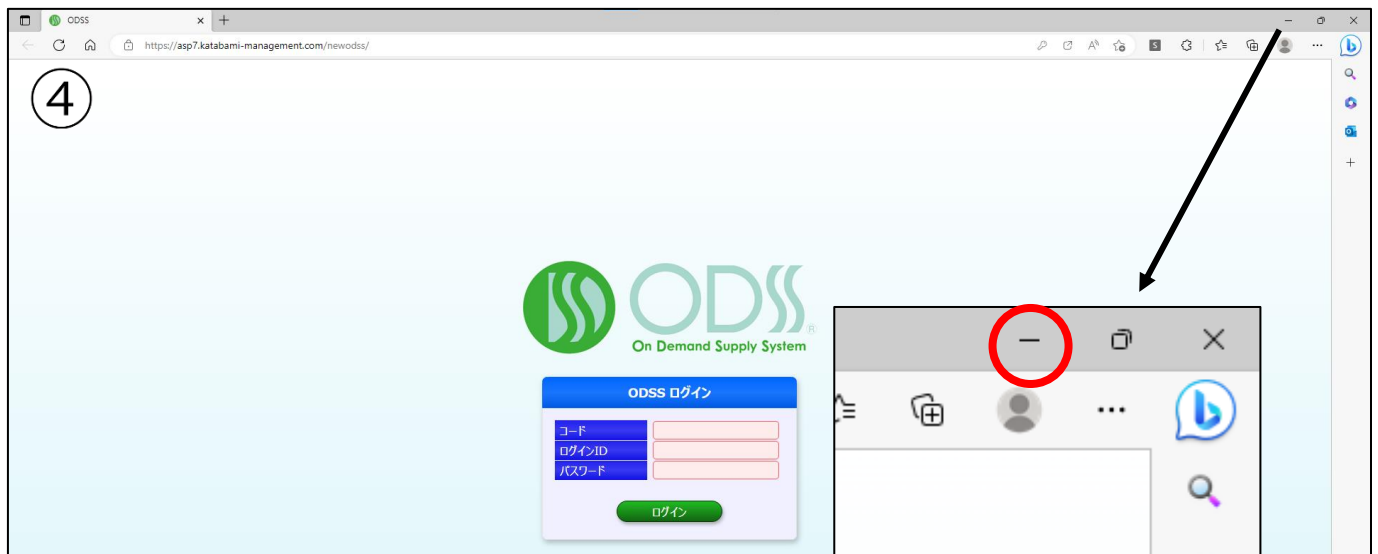 ODSS
https://asp7.katabami-management.com/newodss/
④
ODSS®
On Demand Supply System
ODSS ログイン
コード
ログインID
パスワード
ログイン